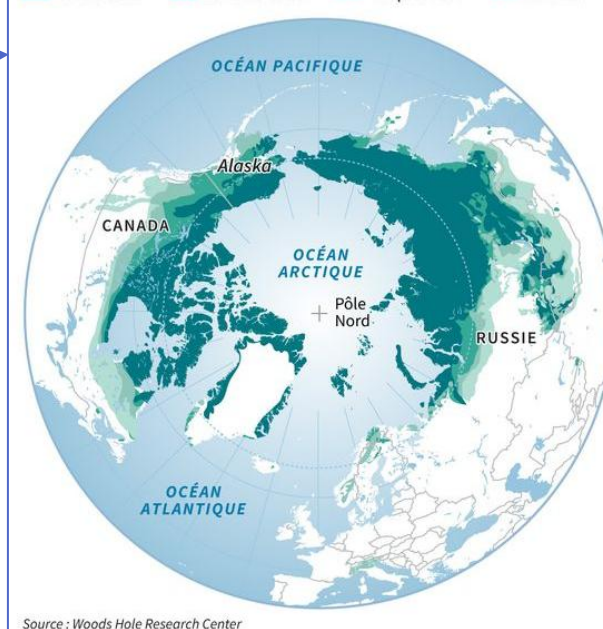 OCÉAN PACIFIQUE
Alaska
CANADA
OCÉAN
ARCTIQUE
Pôle
Nord
RUSSIE
OCÉAN
ATLANTIQUE
Source : Woods Hole Research Center